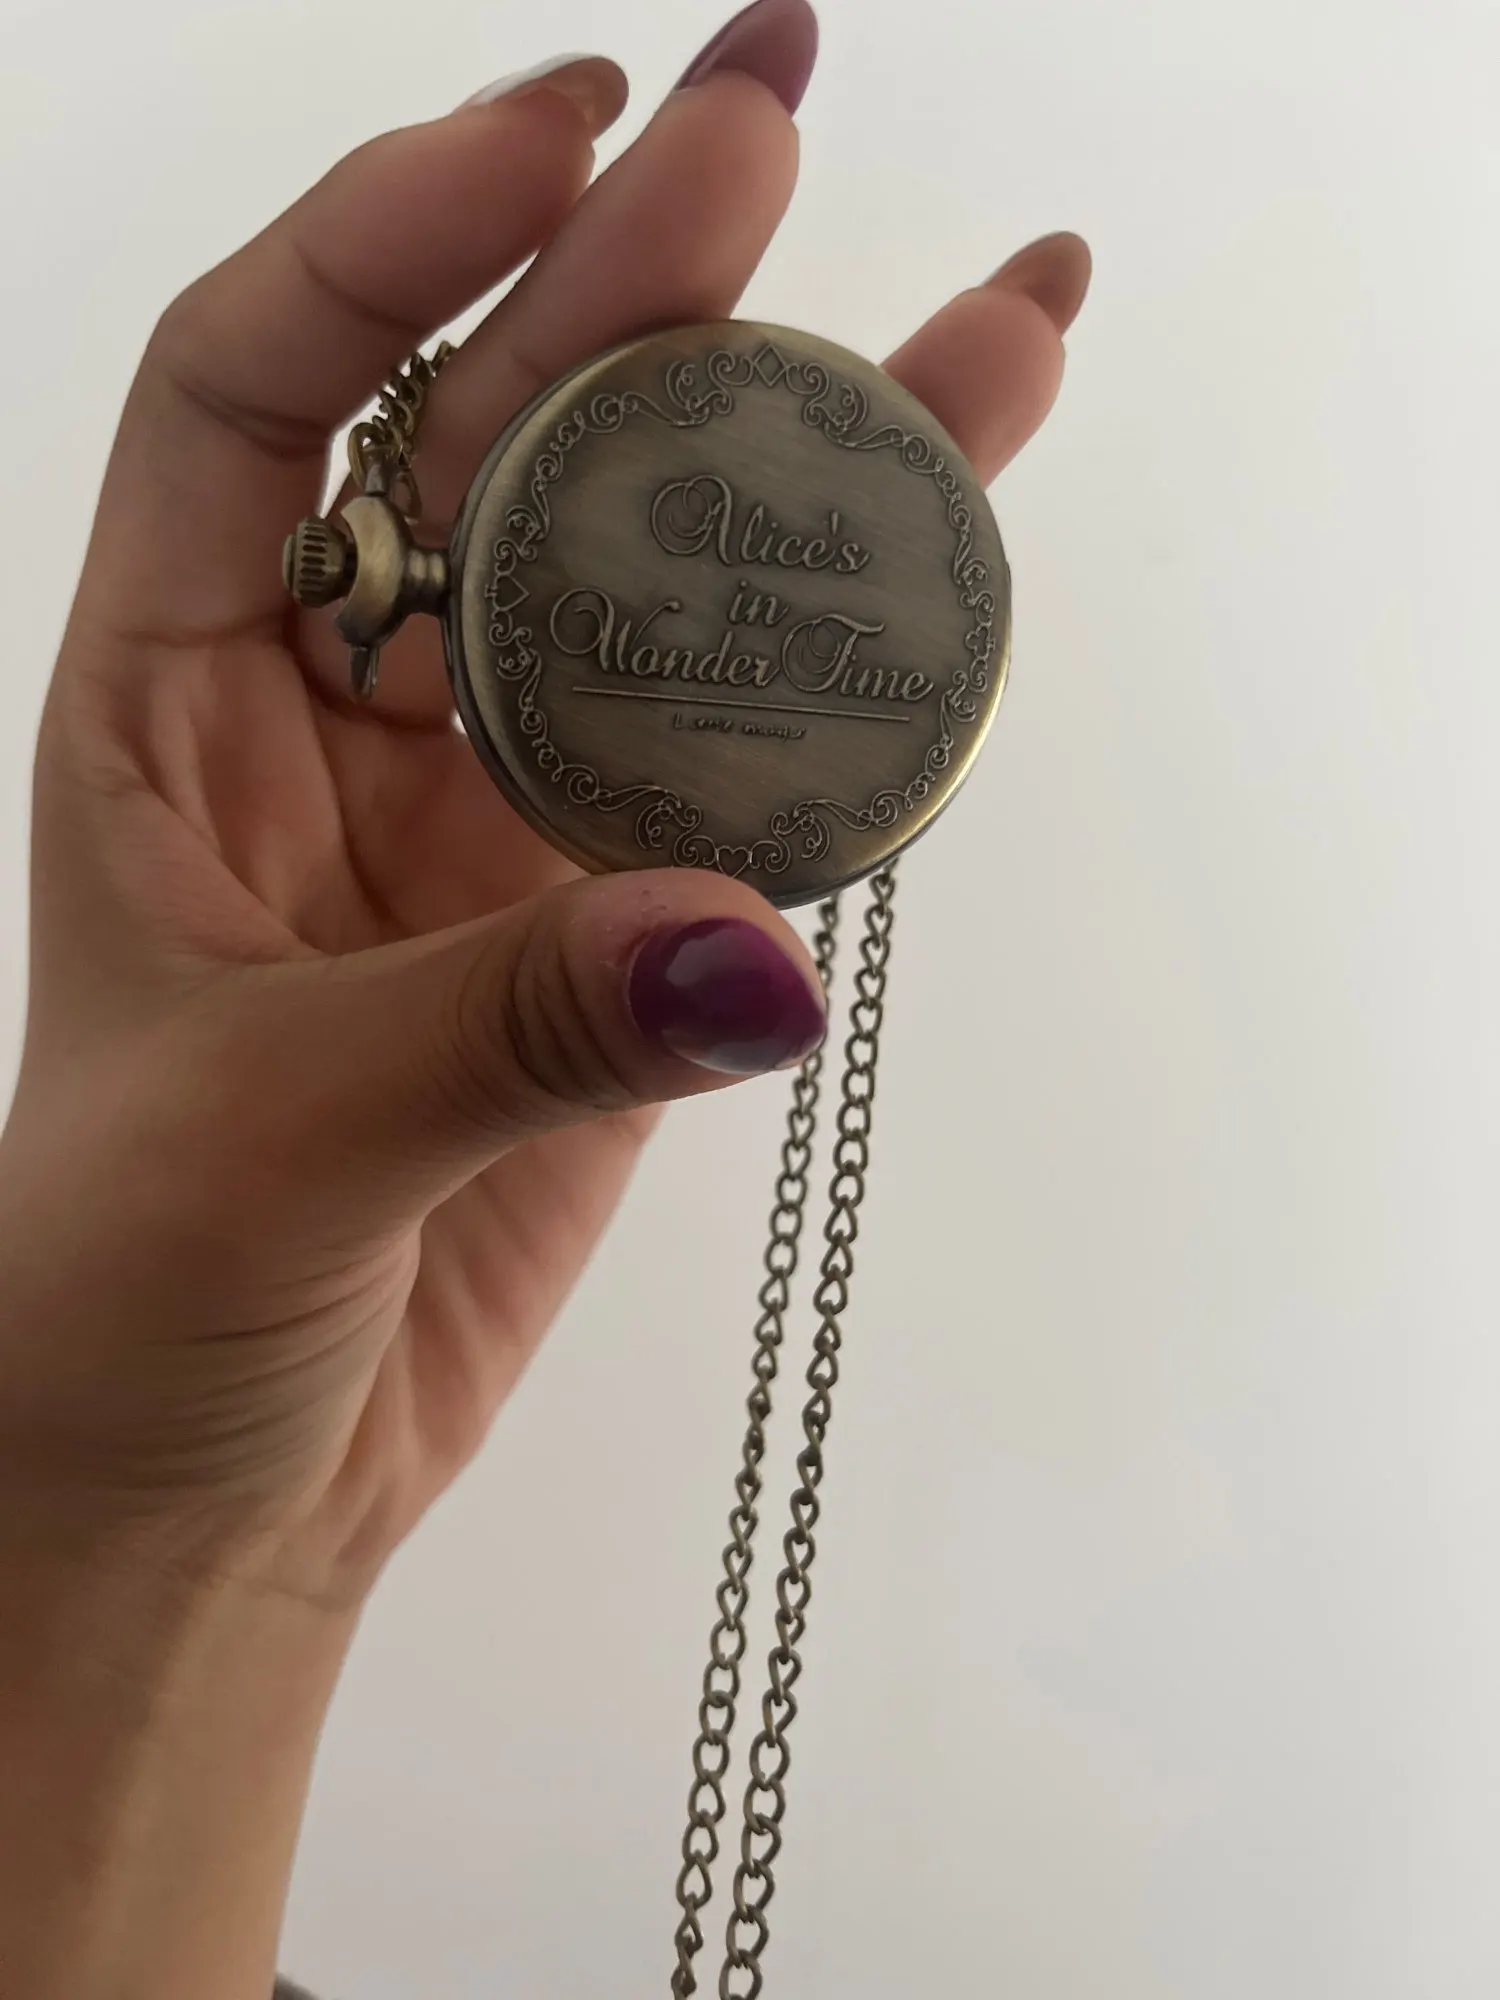 Alice's
in
Wonder Time